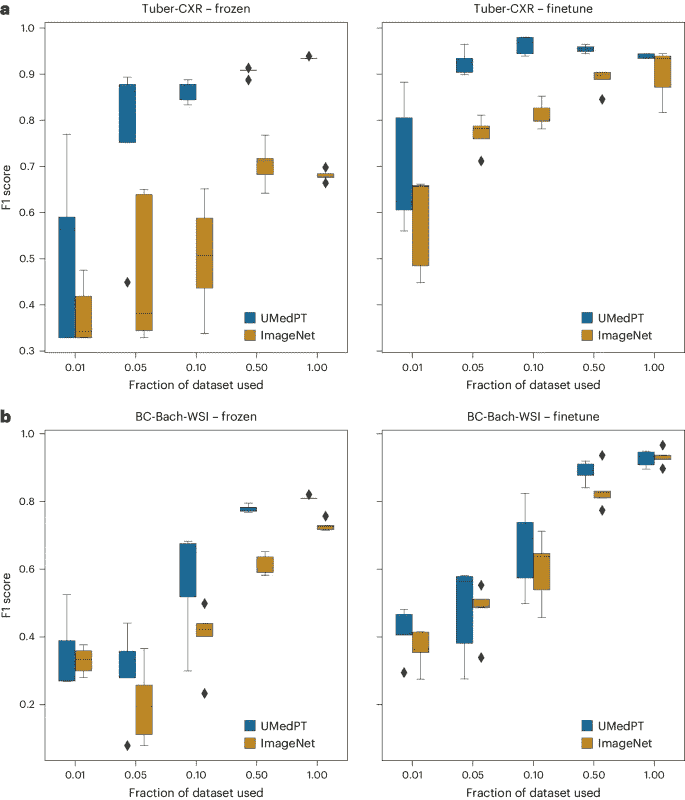 a
Tuber-CXR – frozen
Tuber-CXR – finetune
1.0
0.9
0.8
0.7
0.6
0.5
0.4
0.3
F1 score
UMedPT
ImageNet
UMedPT
ImageNet
0.01 0.05 0.10 0.50 1.00
0.01 0.05 0.10 0.50 1.00
Fraction of dataset used
Fraction of dataset used
b
BC-Bach-WSI – frozen
BC-Bach-WSI – finetune
1.0
0.8
0.6
0.4
0.2
F1 score
UMedPT
ImageNet
UMedPT
ImageNet
0.01 0.05 0.10 0.50 1.00
0.01 0.05 0.10 0.50 1.00
Fraction of dataset used
Fraction of dataset used